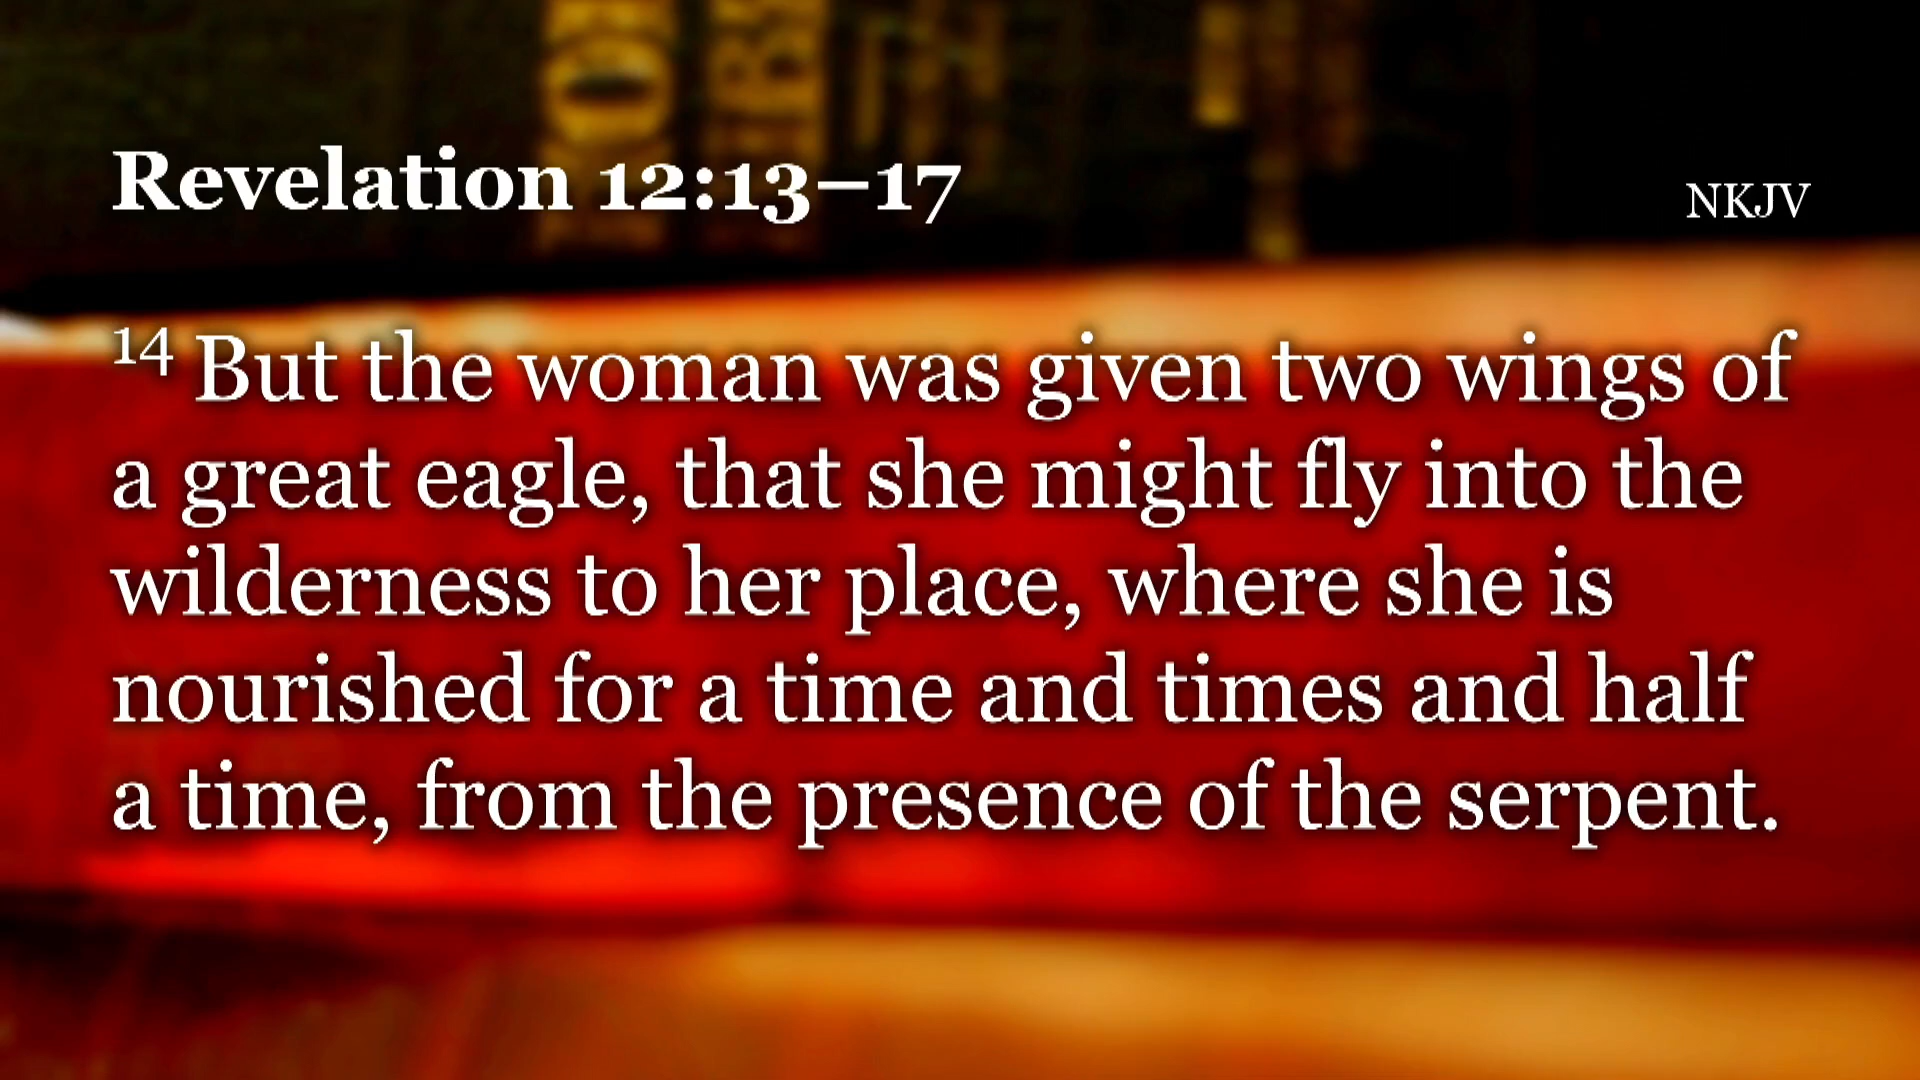 Revelation 12:13–17
NKJV
14 But the woman was given two wings of
a great eagle, that she might fly into the
wilderness to her place, where she is
nourished for a time and times and half
a time, from the presence of the serpent.